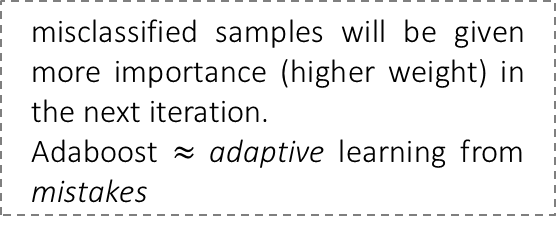 misclassified samples will be given
more importance (higher weight) in
the next iteration.
Adaboost ≈ adaptive learning from
mistakes